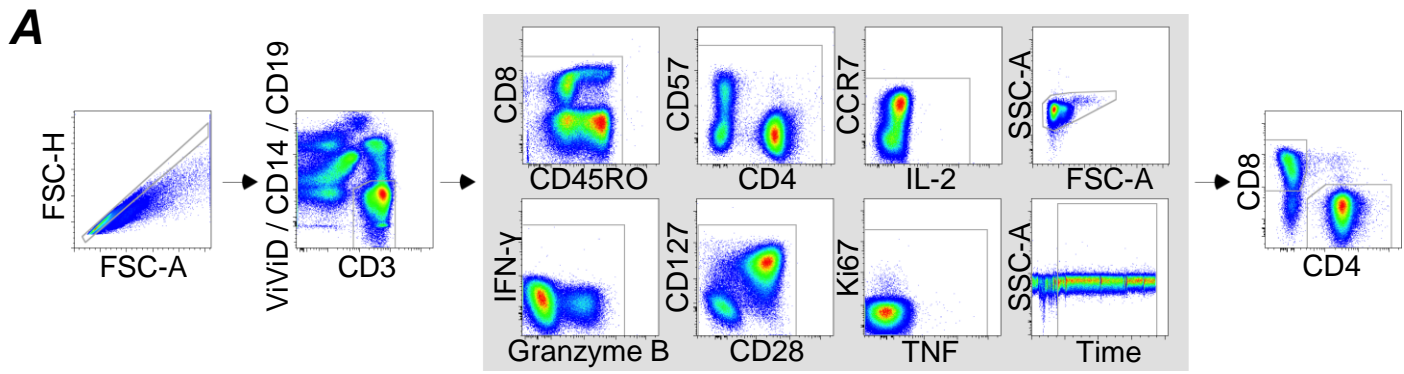 A
FSC-H
FSC-A
ViViD / CD14 / CD19
CD3
CD8
CD45RO
CD57
CD4
CCR7
IL-2
SSC-A
FSC-A
IFN-γ
Granzyme B
CD127
CD28
Ki67
TNF
SSC-A
Time
CD8
CD4